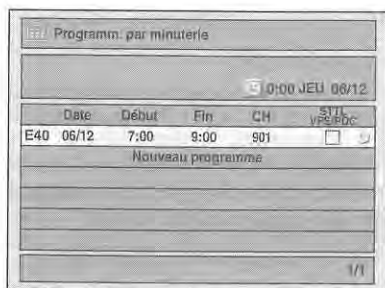 Programm. par minuterie
0:00 JEU 06/12
Date Début Fin CH STTL VPS/PDC
E40 06/12 7:00 9:00 901
Nouveau programme
1/1